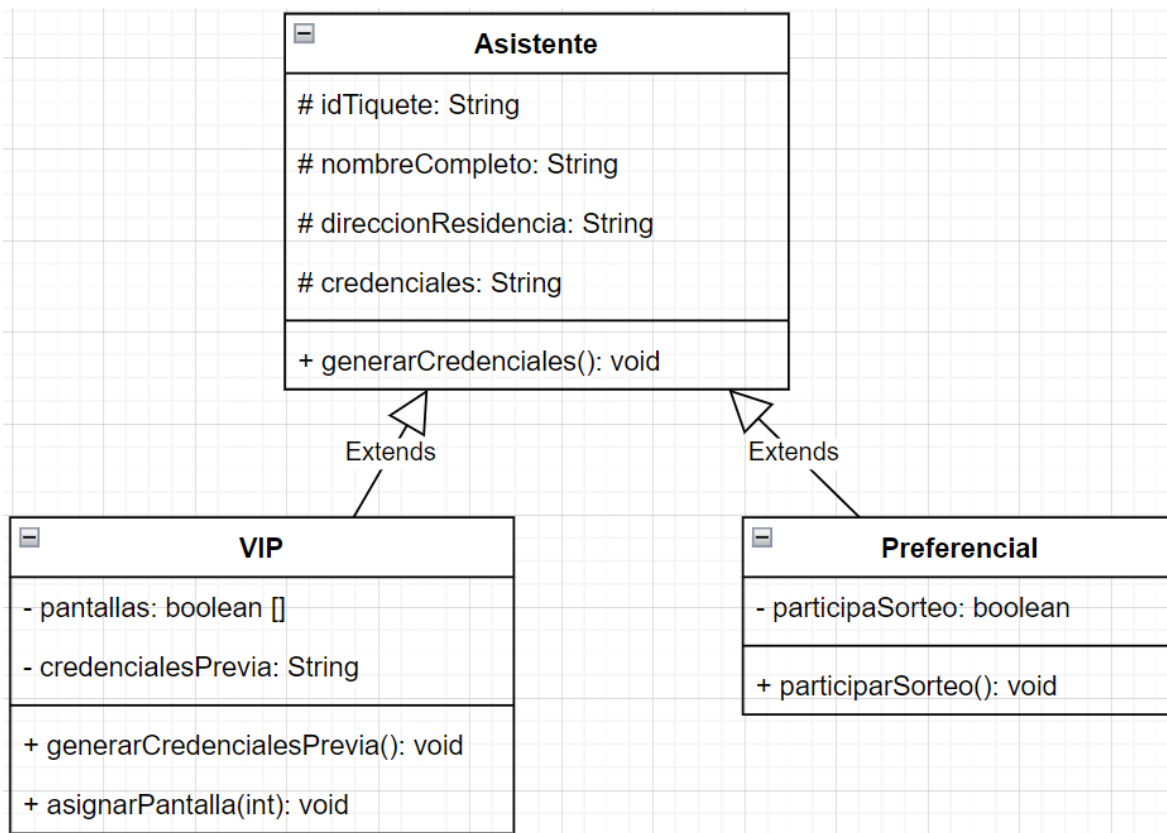 Asistente
# idTiquete: String
# nombreCompleto: String
# direccionResidencia: String
# credenciales: String
+ generarCredenciales(): void
Extends
Extends
VIP
- pantallas: boolean []
- credencialesPrevia: String
+ generarCredencialesPrevia(): void
+ asignarPantalla(int): void
Preferencial
- participaSorteo: boolean
+ participarSorteo(): void